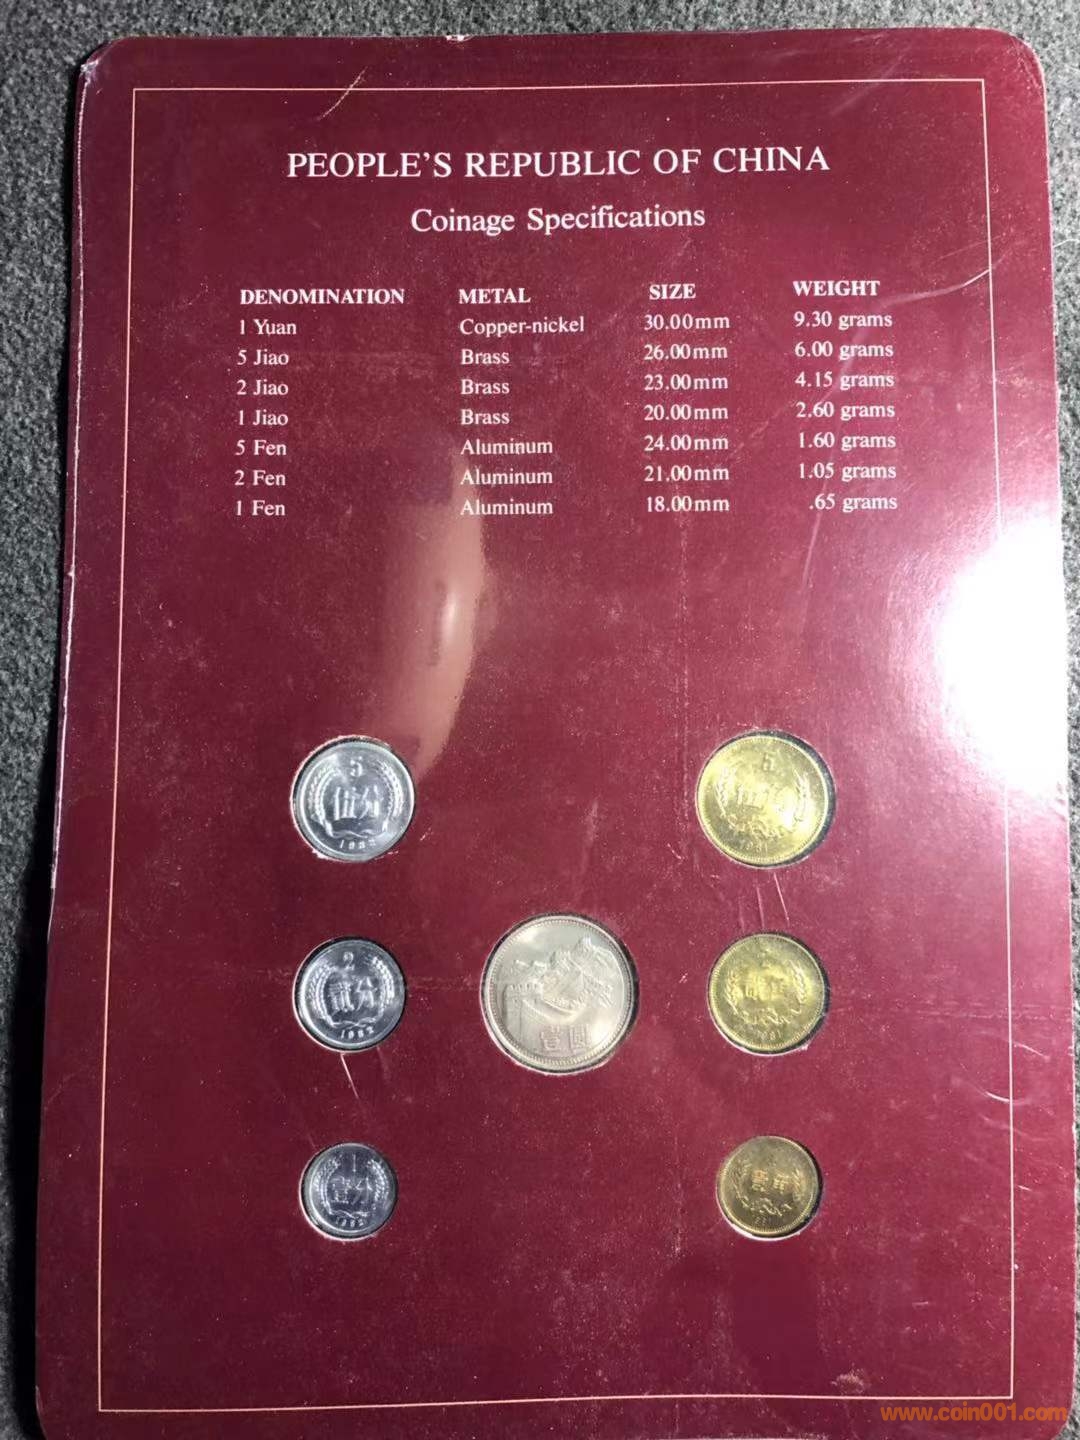 PEOPLE'S REPUBLIC OF CHINA
Coinage Specifications
DENOMINATION METAL SIZE WEIGHT
1 Yuan Copper-nickel 30.00mm 9.30 grams
5 Jiao Brass 26.00mm 6.00 grams
2 Jiao Brass 23.00mm 4.15 grams
1 Jiao Brass 20.00mm 2.60 grams
5 Fen Aluminum 24.00mm 1.60 grams
2 Fen Aluminum 21.00mm 1.05 grams
1 Fen Aluminum 18.00mm .65 grams
5
伍分
5
1981
2
贰分
1982
壹圆
1
壹分
1982
www.coin001.com